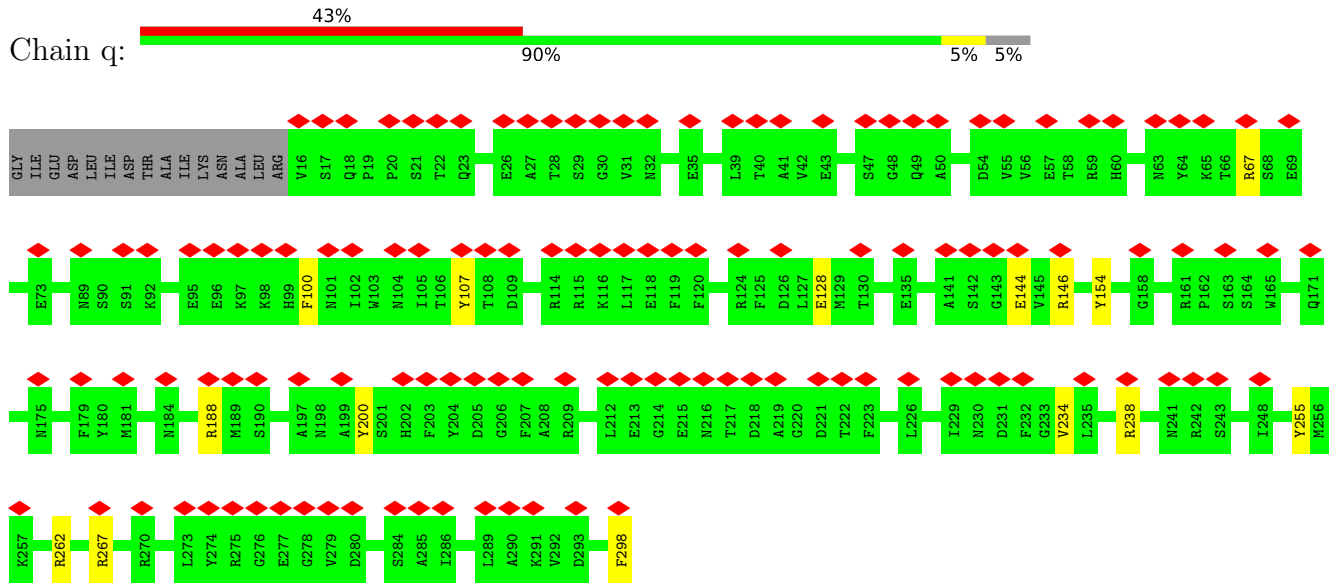 43%
Chain q:
90% 5% 5%
GLY ILE GLU ASP LEU ILE ASP THR ALA ILE LYS ASN ALA LEU ARG V16 S17 Q18 P19 P20 S21 T22 Q23 E26 A27 T28 S29 G30 V31 N32 E35 L39 T40 A41 V42 E43 S47 G48 Q49 A50 D54 V55 V56 E57 T58 R59 H60 N63 Y64 K65 T66 R67 S68 E69
E73 N89 S90 S91 K92 E95 E96 K97 K98 H99 F100 N101 I102 W103 N104 I105 T106 Y107 T108 D109 R114 R115 K116 L117 E118 F119 F120 R124 F125 D126 L127 E128 M129 T130 E135 A141 S142 G143 E144 V145 R146 Y154 G158 R161 P162 S163 S164 W165 Q171
N175 F179 Y180 M181 N184 R188 M189 S190 A197 N198 A199 Y200 S201 H202 F203 Y204 D205 G206 F207 A208 R209 L212 E213 G214 E215 N216 T217 D218 A219 G220 D221 T222 F223 L226 I229 N230 D231 F232 G233 V234 L235 R238 N241 R242 S243 I248 Y255 M256
K257 R262 R267 R270 L273 Y274 R275 G276 E277 G278 V279 D280 S284 A285 I286 L289 A290 K291 V292 D293 F298